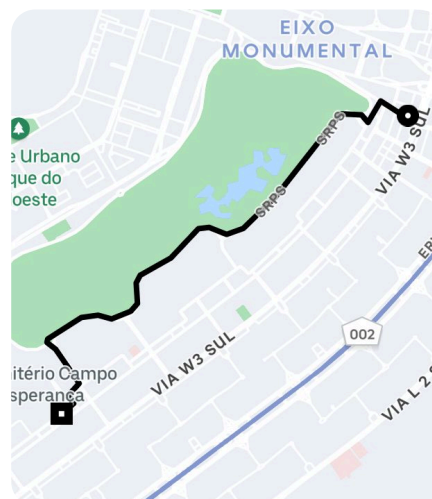 EIXO
MONUMENTAL
SRPS
VIA W3 SUL
e Urbano
que do
oeste
SRPS
002
itério Campo
sperança
VIA W3 SUL
VIA L 2 S